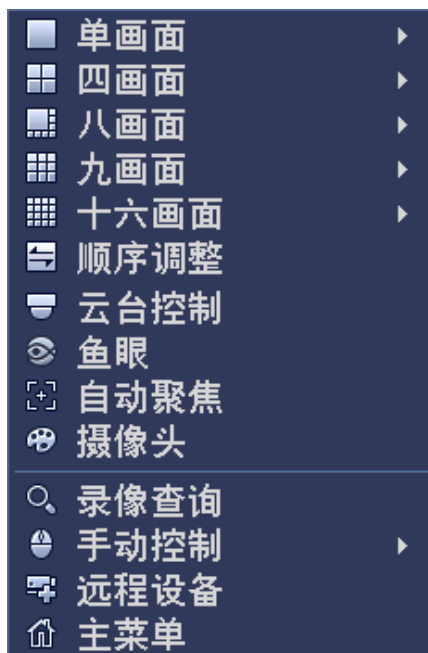 单画面
四画面
八画面
九画面
十六画面
顺序调整
云台控制
鱼眼
自动聚焦
摄像头
录像查询
手动控制
远程设备
主菜单